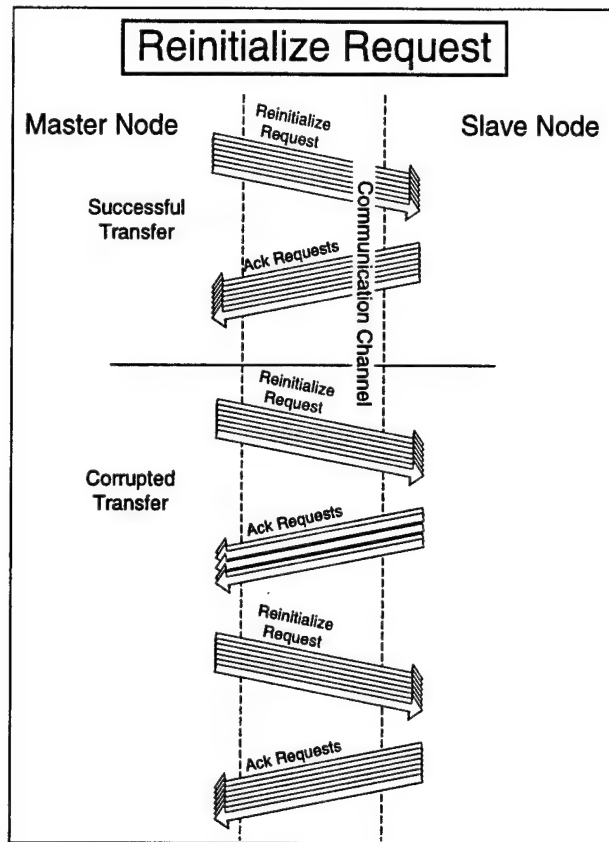 Reinitialize Request
Master Node
Slave Node
Reinitialize
Request
Successful
Transfer
Communication Channel
Ack Requests
Reinitialize
Request
Corrupted
Transfer
Ack Requests
Reinitialize
Request
Ack Requests